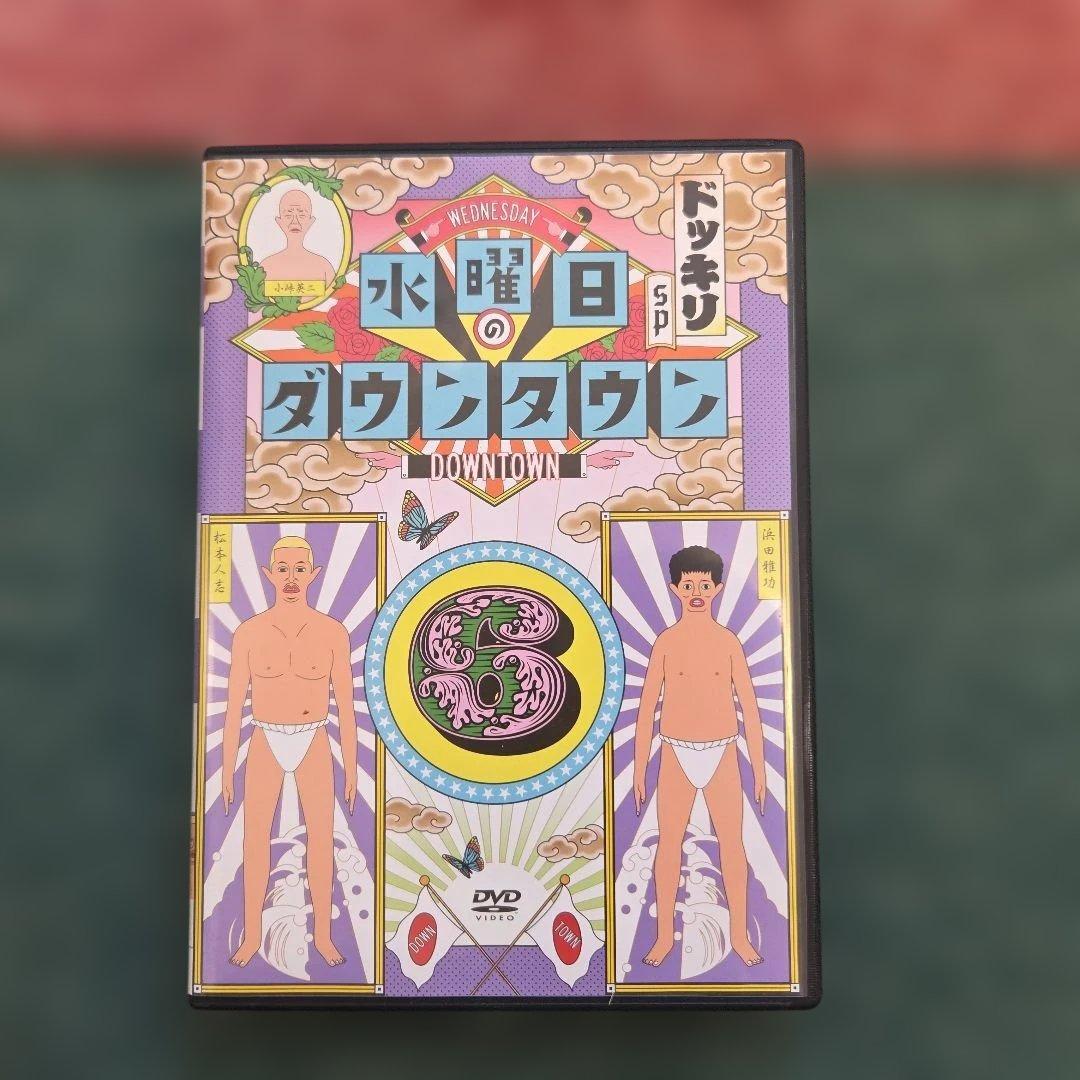 WEDNESDAY
水曜日
の
ダウンタウン
DOWNTOWN
ドッキリ
SP
小峠英二
松本人志
浜田雅功
6
DVD
VIDEO
DOWN
TOWN